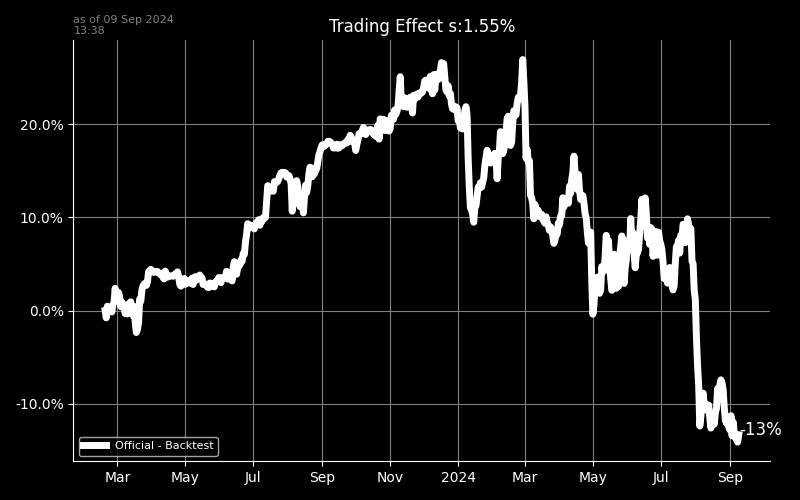 as of 09 Sep 2024
13:38
Trading Effect s:1.55%
20.0%
10.0%
0.0%
-10.0%
-13%
Official - Backtest
Mar May Jul Sep Nov 2024 Mar May Jul Sep